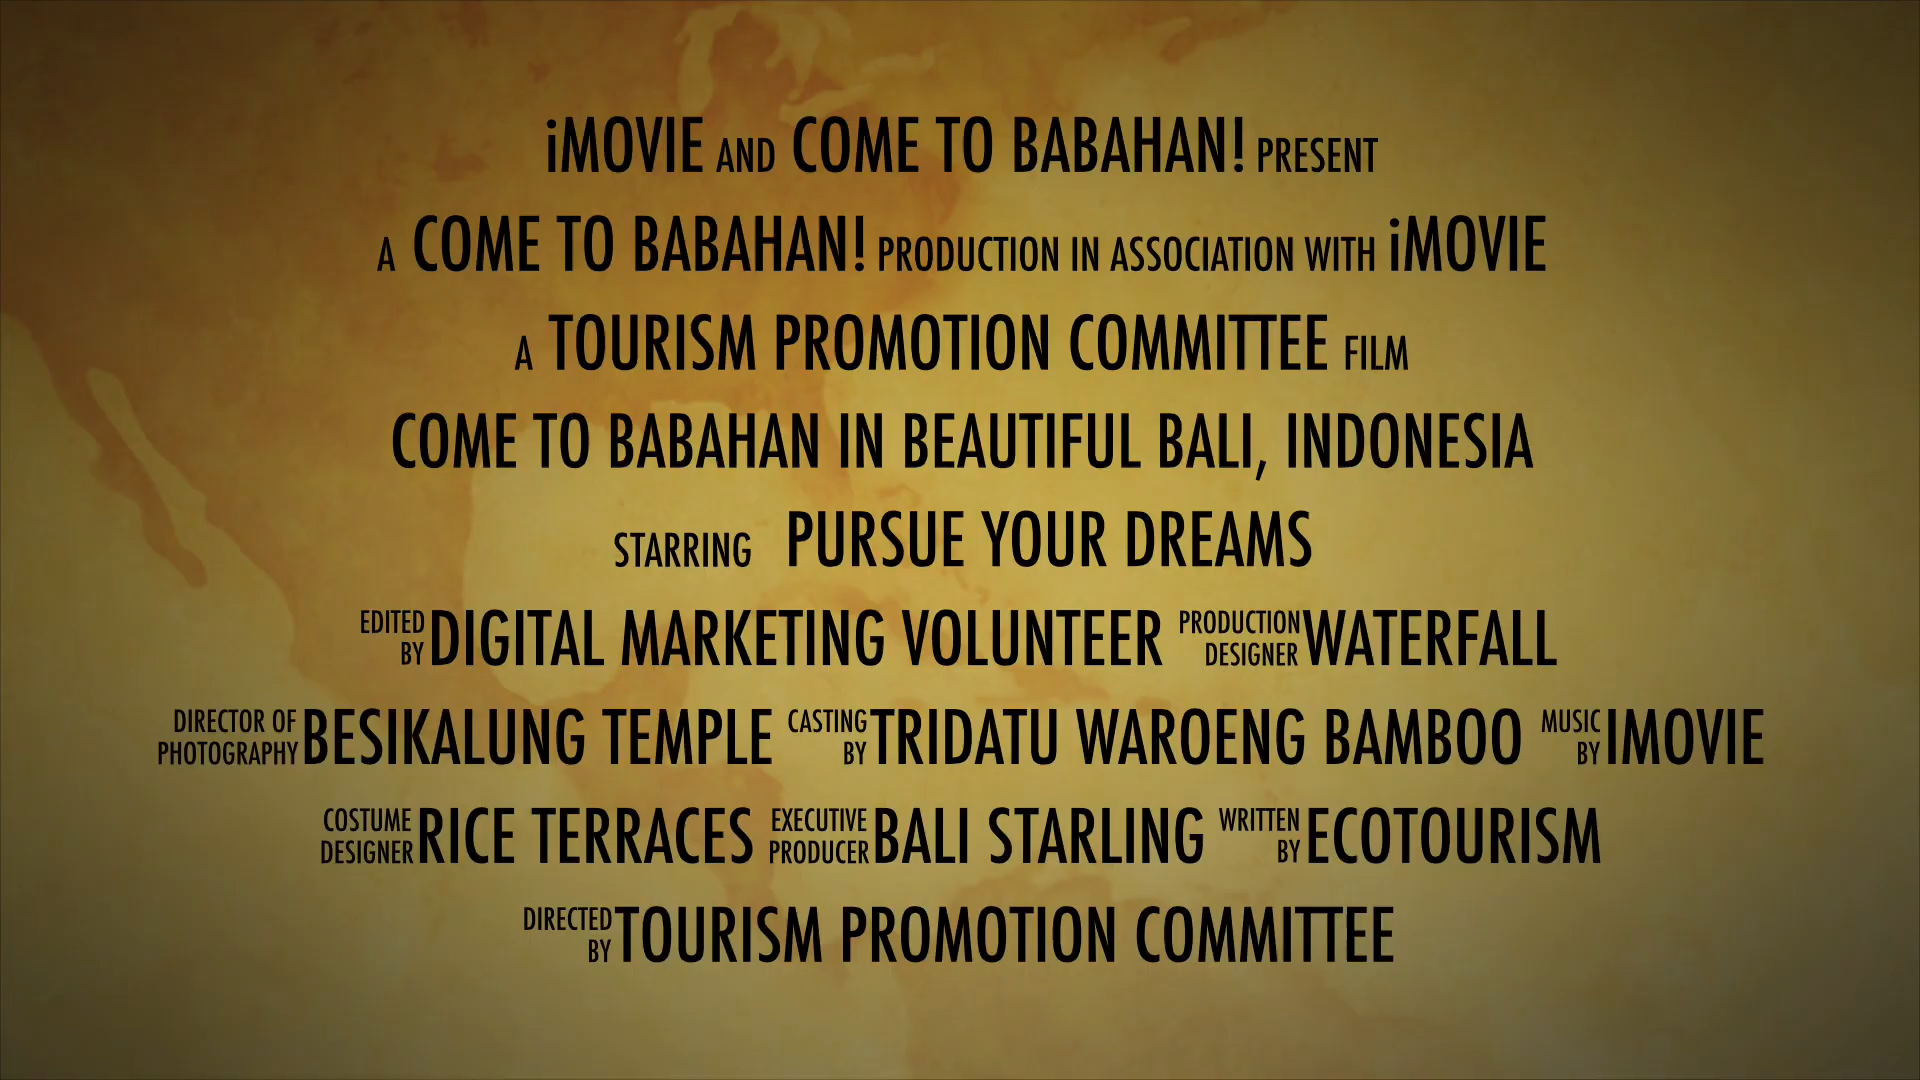 iMOVIE AND COME TO BABAHAN! PRESENT
A COME TO BABAHAN! PRODUCTION IN ASSOCIATION WITH iMOVIE
A TOURISM PROMOTION COMMITTEE FILM
COME TO BABAHAN IN BEAUTIFUL BALI, INDONESIA
STARRING PURSUE YOUR DREAMS
EDITED BY DIGITAL MARKETING VOLUNTEER PRODUCTION DESIGNER WATERFALL
DIRECTOR OF PHOTOGRAPHY BESIKALUNG TEMPLE CASTING BY TRIDATU WAROENG BAMBOO MUSIC BY IMOVIE
COSTUME DESIGNER RICE TERRACES EXECUTIVE PRODUCER BALI STARLING WRITTEN BY ECOTOURISM
DIRECTED BY TOURISM PROMOTION COMMITTEE